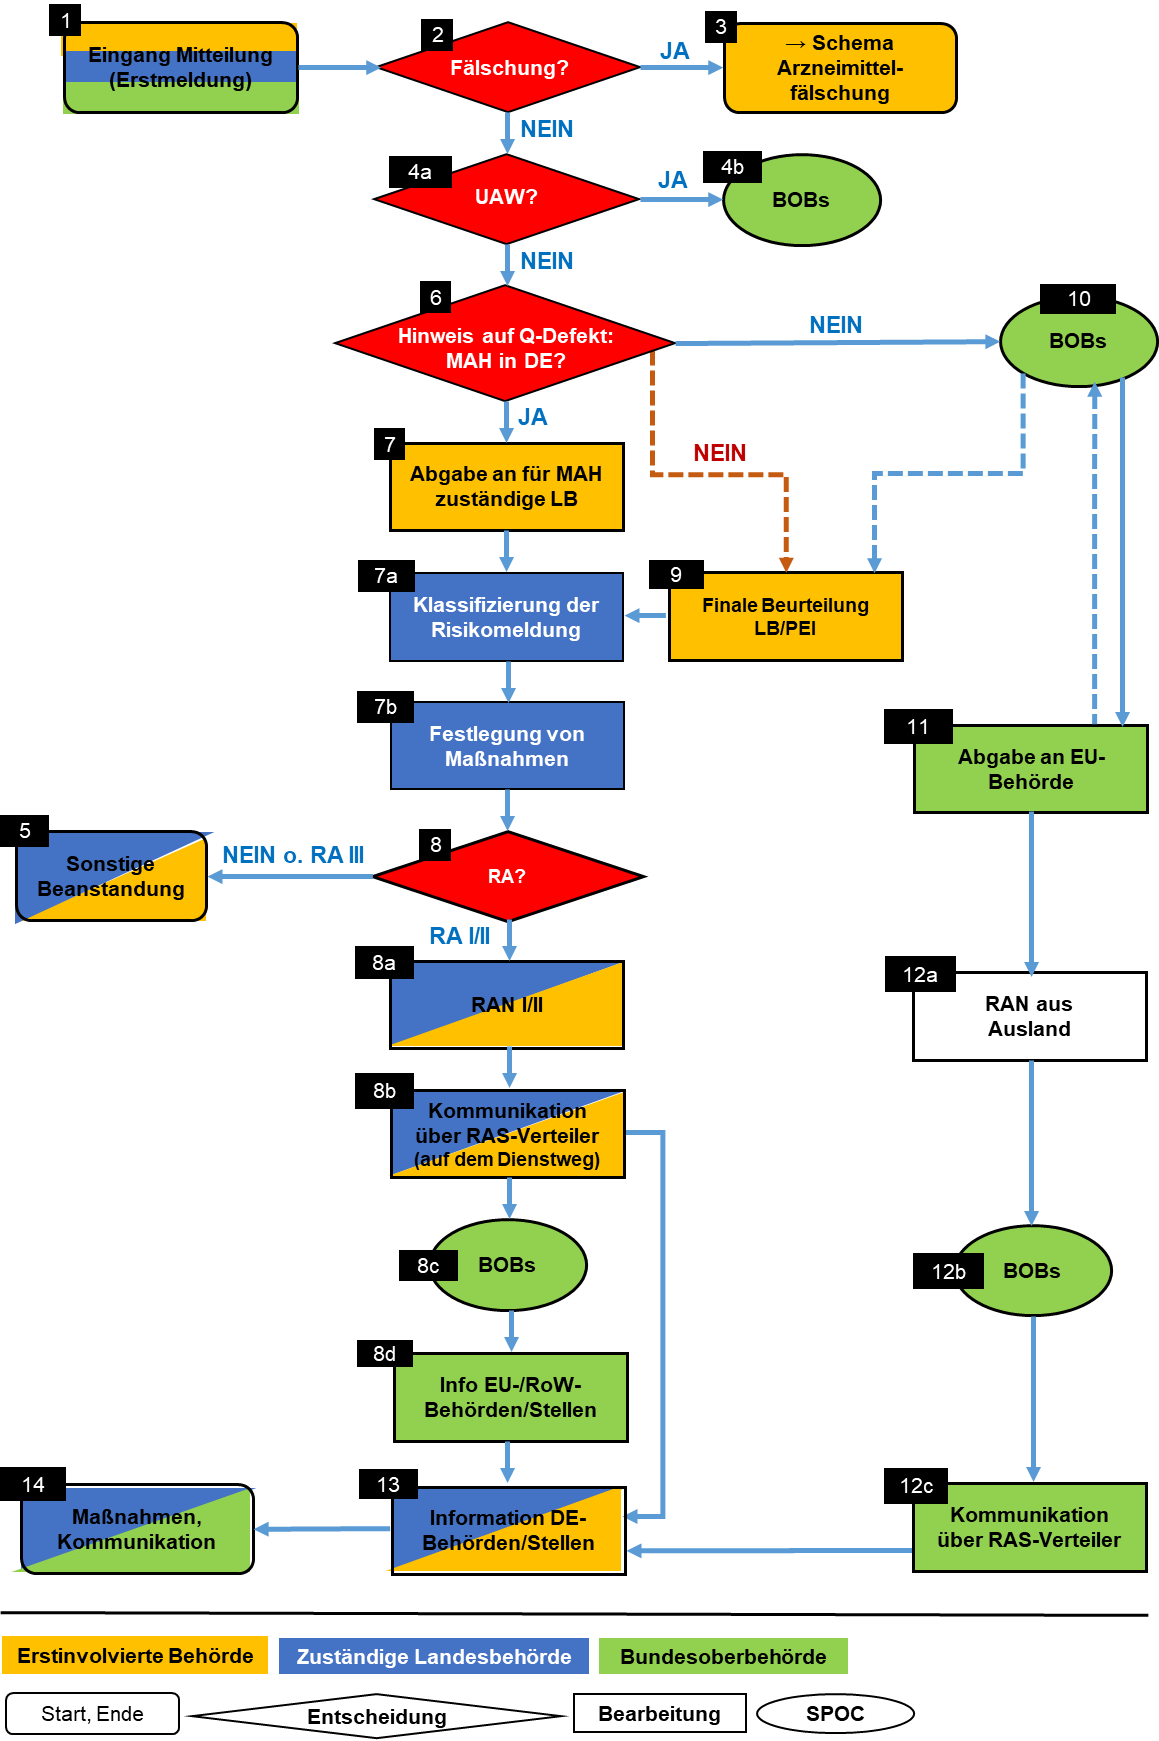 1
Eingang Mitteilung
(Erstmeldung)
2
Fälschung?
JA
3
→ Schema
Arzneimittel-
fälschung
NEIN
4a
UAW?
JA
4b
BOBs
NEIN
6
Hinweis auf Q-Defekt:
MAH in DE?
NEIN
10
BOBs
JA
NEIN
7
Abgabe an für MAH
zuständige LB
7a
Klassifizierung der
Risikomeldung
9
Finale Beurteilung
LB/PEI
7b
Festlegung von
Maßnahmen
11
Abgabe an EU-
Behörde
5
Sonstige
Beanstandung
NEIN o. RA III
8
RA?
RA I/II
8a
RAN I/II
12a
RAN aus
Ausland
8b
Kommunikation
über RAS-Verteiler
(auf dem Dienstweg)
8c
BOBs
12b
BOBs
8d
Info EU-/RoW-
Behörden/Stellen
14
Maßnahmen,
Kommunikation
13
Information DE-
Behörden/Stellen
12c
Kommunikation
über RAS-Verteiler
Erstinvolvierte Behörde
Zuständige Landesbehörde
Bundesoberbehörde
Start, Ende
Entscheidung
Bearbeitung
SPOC